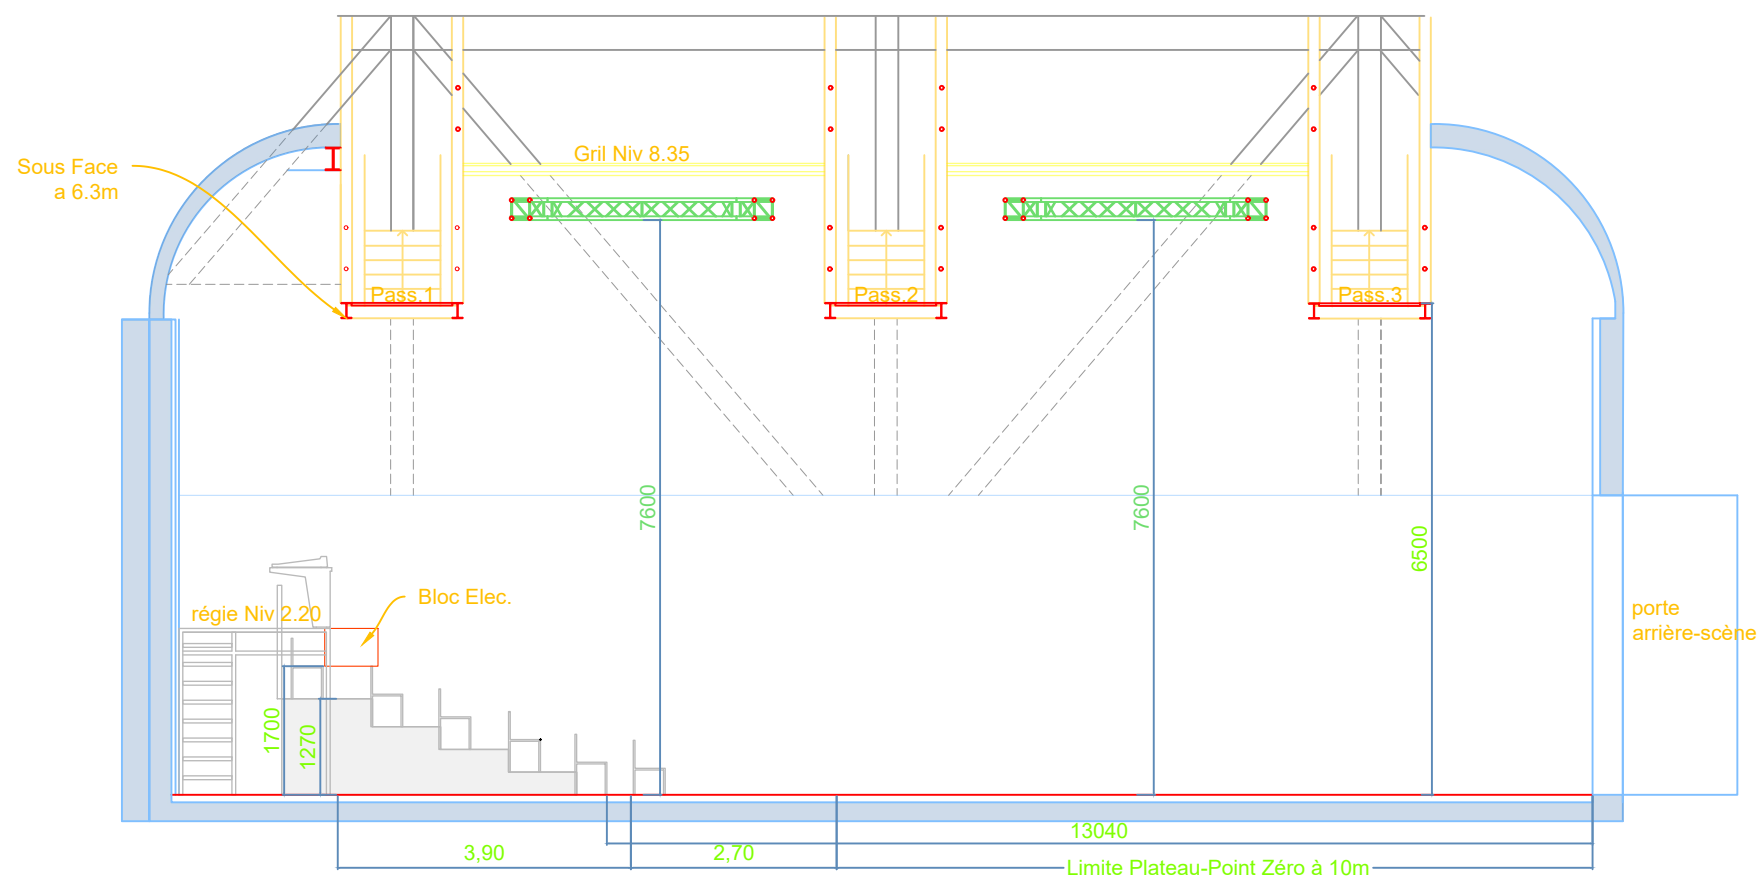 Gril Niv 8.35
Sous Face
a 6.3m
Pass.1
Pass.2
Pass.3
7600
7600
6500
Bloc Elec.
régie Niv 2.20
porte
arrière-scène
1700
1270
13040
3,90
2,70
Limite Plateau-Point Zéro à 10m